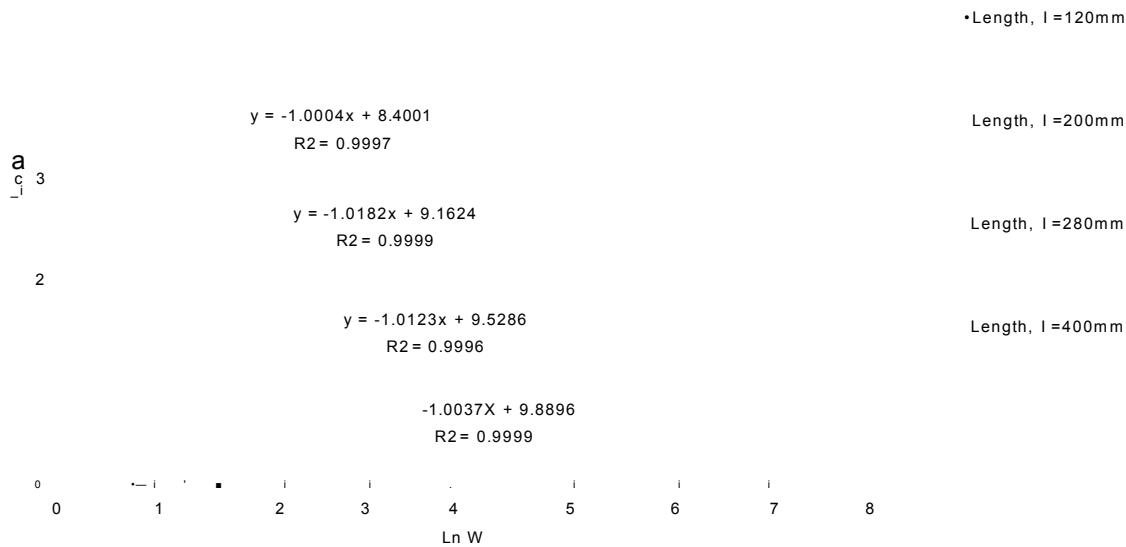 •Length, l =120mm
y = -1.0004x + 8.4001
Length, l =200mm
R2 = 0.9997
a
c
3
_i
y = -1.0182x + 9.1624
Length, l =280mm
R2 = 0.9999
2
y = -1.0123x + 9.5286
Length, l =400mm
R2 = 0.9996
-1.0037X + 9.8896
R2 = 0.9999
0 •— i ' ■ i i . i i i
0 1 2 3 4 5 6 7 8
Ln W